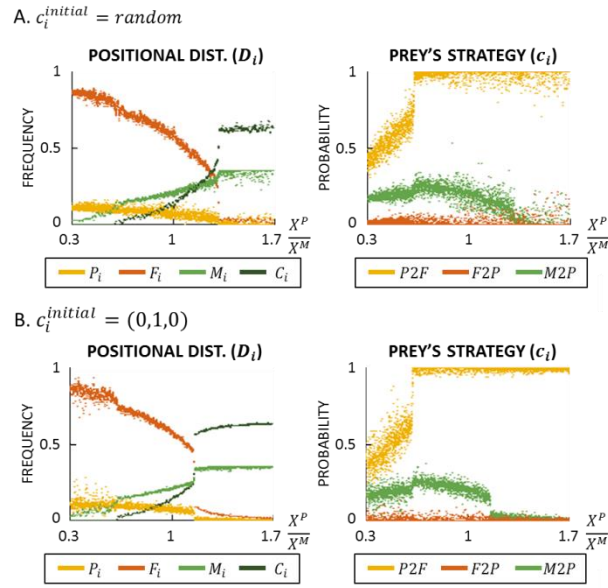 A. c_i^initial = random
POSITIONAL DIST. (D_i)
PREY'S STRATEGY (c_i)
FREQUENCY
1
0.5
0
0.3
1
1.7
X^P
X^M
PROBABILITY
1
0.5
0
0.3
1
1.7
X^P
X^M
P_i F_i M_i C_i
P2F F2P M2P
B. c_i^initial = (0,1,0)
POSITIONAL DIST. (D_i)
PREY'S STRATEGY (c_i)
FREQUENCY
1
0.5
0
0.3
1
1.7
X^P
X^M
PROBABILITY
1
0.5
0
0.3
1
1.7
X^P
X^M
P_i F_i M_i C_i
P2F F2P M2P